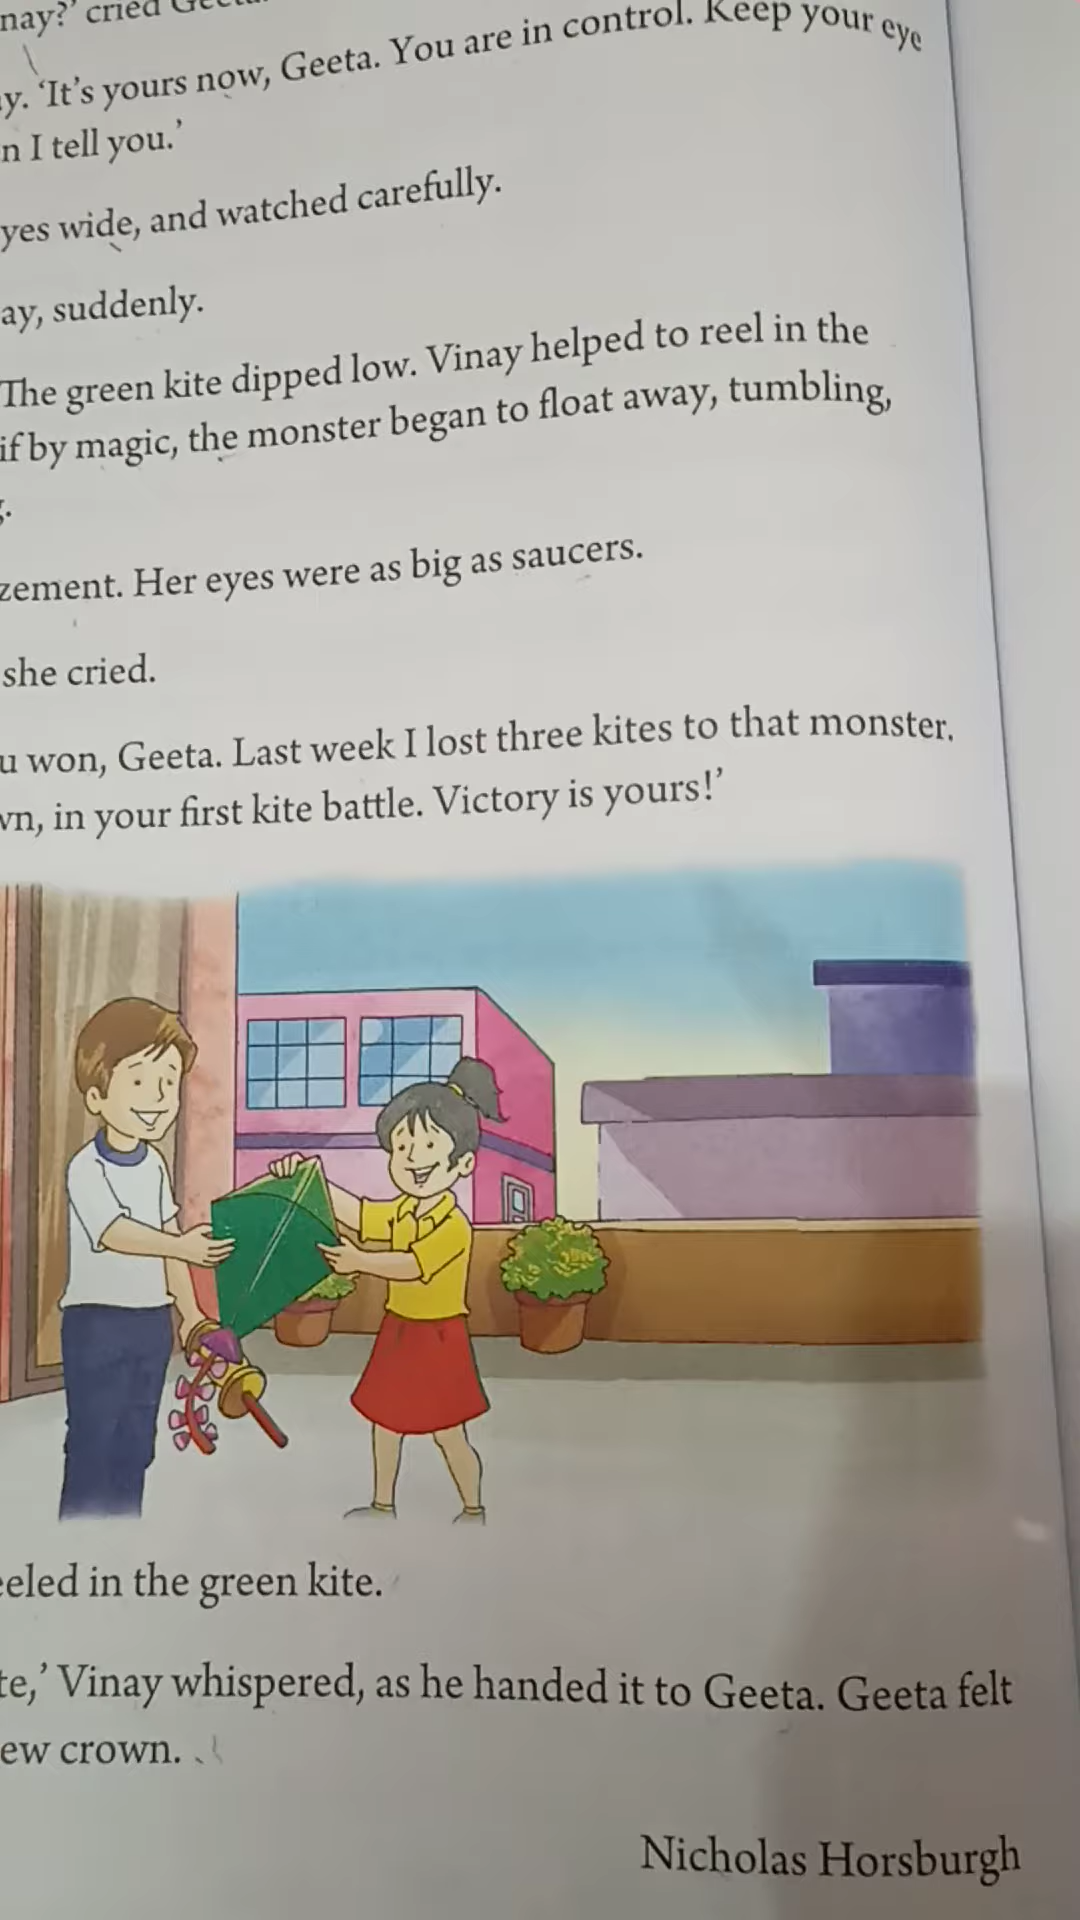 nay?’ cried
y. ‘It’s yours now, Geeta. You are in control. Keep your eye
n I tell you.’
yes wide, and watched carefully.
ay, suddenly.
The green kite dipped low. Vinay helped to reel in the
if by magic, the monster began to float away, tumbling,
zement. Her eyes were as big as saucers.
she cried.
u won, Geeta. Last week I lost three kites to that monster.
wn, in your first kite battle. Victory is yours!’
eeled in the green kite.
te,’ Vinay whispered, as he handed it to Geeta. Geeta felt
ew crown.
Nicholas Horsburgh